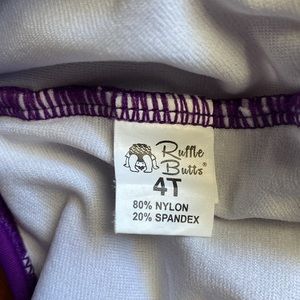 Ruffle
Butts®
4T
80% NYLON
20% SPANDEX